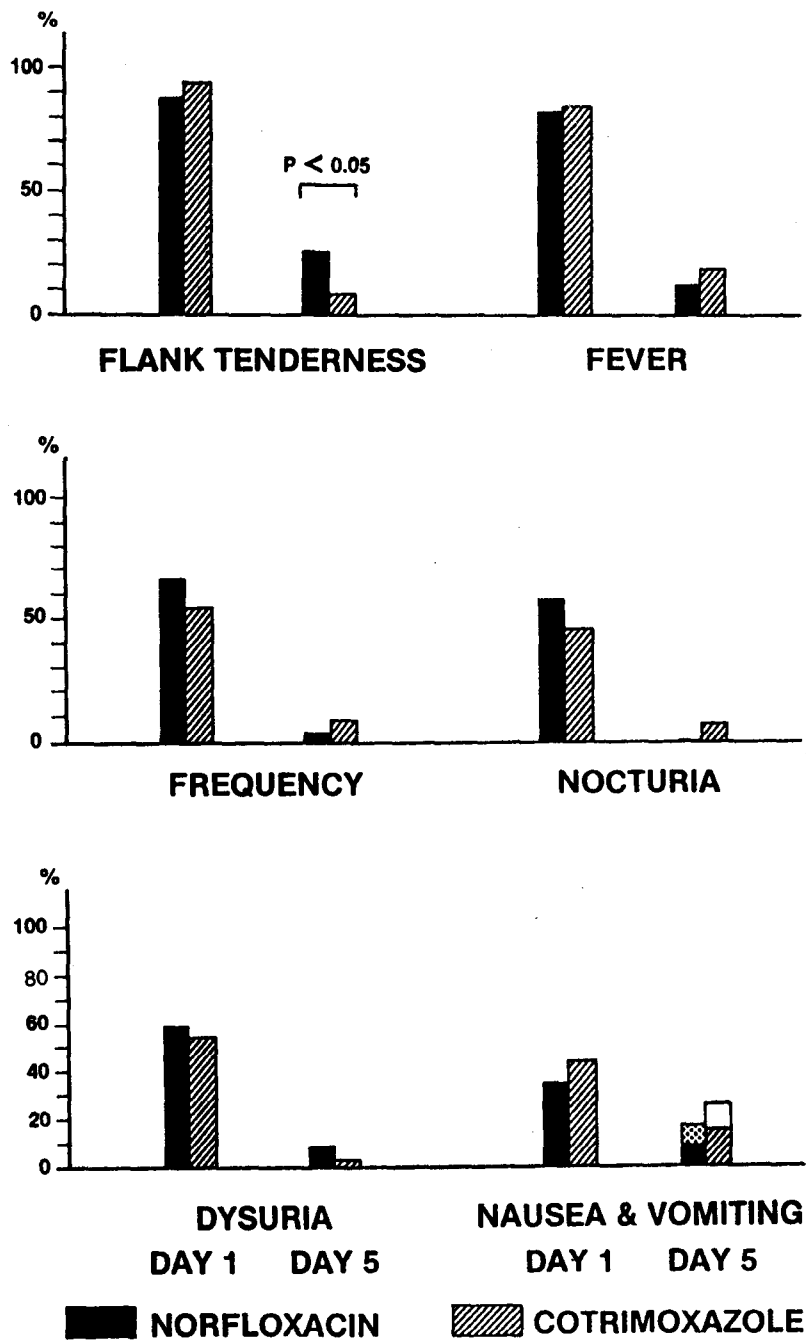 %
100
P < 0.05
50
0
FLANK TENDERNESS FEVER
%
100
50
0
FREQUENCY NOCTURIA
%
100
80
60
40
20
0
DYSURIA NAUSEA & VOMITING
DAY 1 DAY 5 DAY 1 DAY 5
NORFLOXACIN COTRIMOXAZOLE